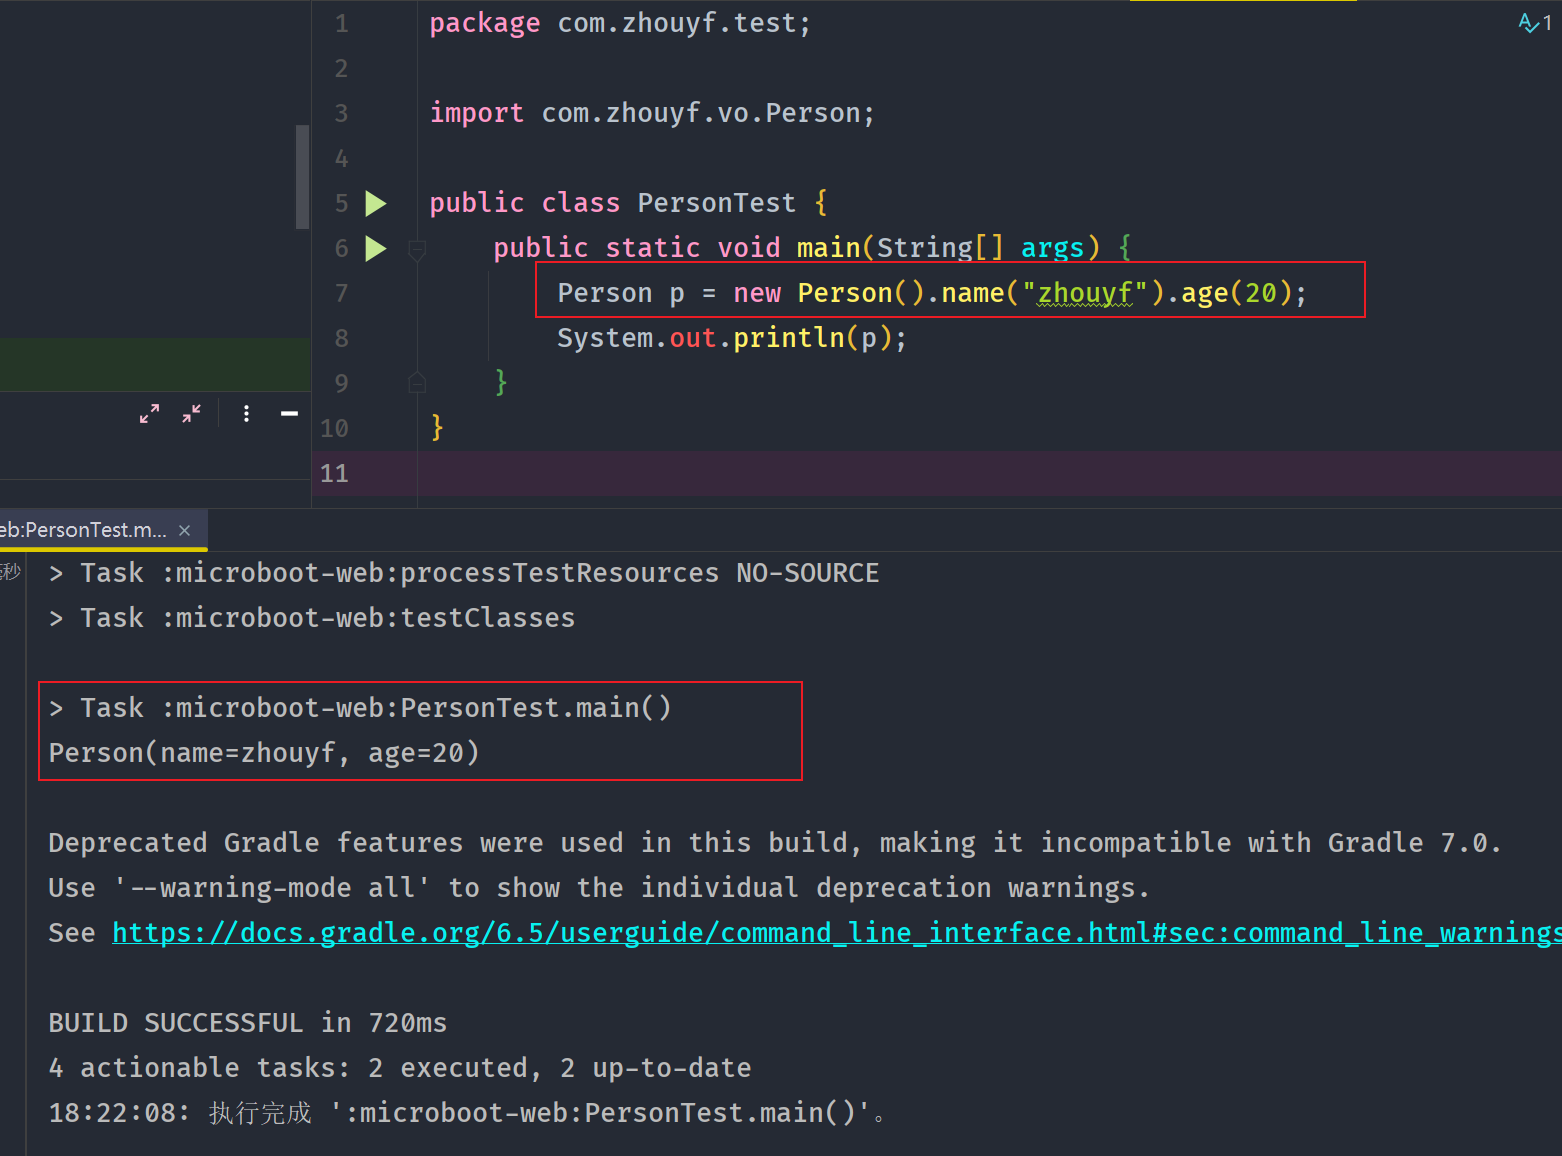 1 package com.zhouyf.test;
2
3 import com.zhouyf.vo.Person;
4
5 public class PersonTest {
6 public static void main(String[] args) {
7 Person p = new Person().name("zhouyf").age(20);
8 System.out.println(p);
9 }
10 }
11
1
eb:PersonTest.m...
秒
> Task :microboot-web:processTestResources NO-SOURCE
> Task :microboot-web:testClasses
> Task :microboot-web:PersonTest.main()
Person(name=zhouyf, age=20)
Deprecated Gradle features were used in this build, making it incompatible with Gradle 7.0.
Use '--warning-mode all' to show the individual deprecation warnings.
See https://docs.gradle.org/6.5/userguide/command_line_interface.html#sec:command_line_warnings
BUILD SUCCESSFUL in 720ms
4 actionable tasks: 2 executed, 2 up-to-date
18:22:08: 执行完成 ':microboot-web:PersonTest.main()'。